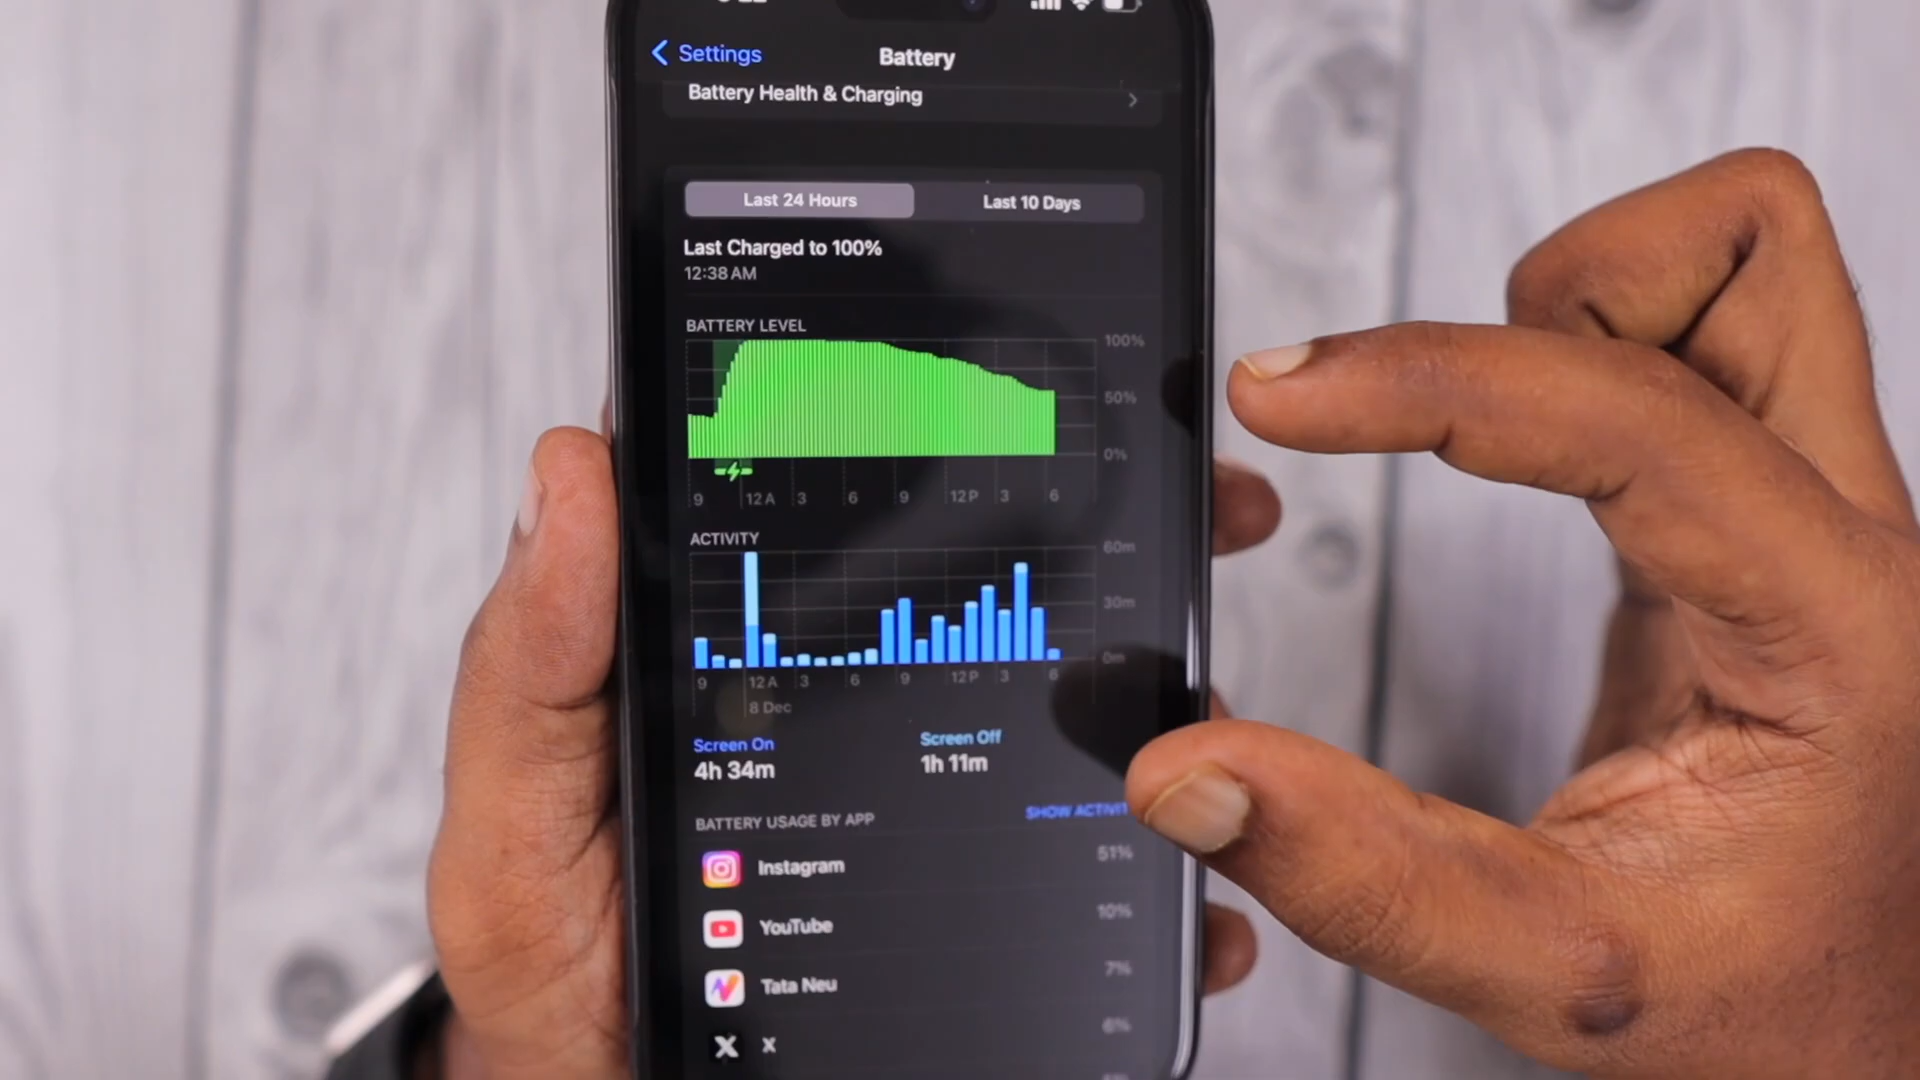 Settings
Battery
Battery Health & Charging
Last 24 Hours Last 10 Days
Last Charged to 100%
12:38 AM
BATTERY LEVEL
100%
50%
0%
9 12 A 3 6 9 12 P 3 6
ACTIVITY
60m
30m
0m
9 12 A 3 6 9 12 P 3 6
8 Dec
Screen On Screen Off
4h 34m 1h 11m
BATTERY USAGE BY APP SHOW
Instagram 51%
YouTube 10%
Tata Neu 7%
X 6%